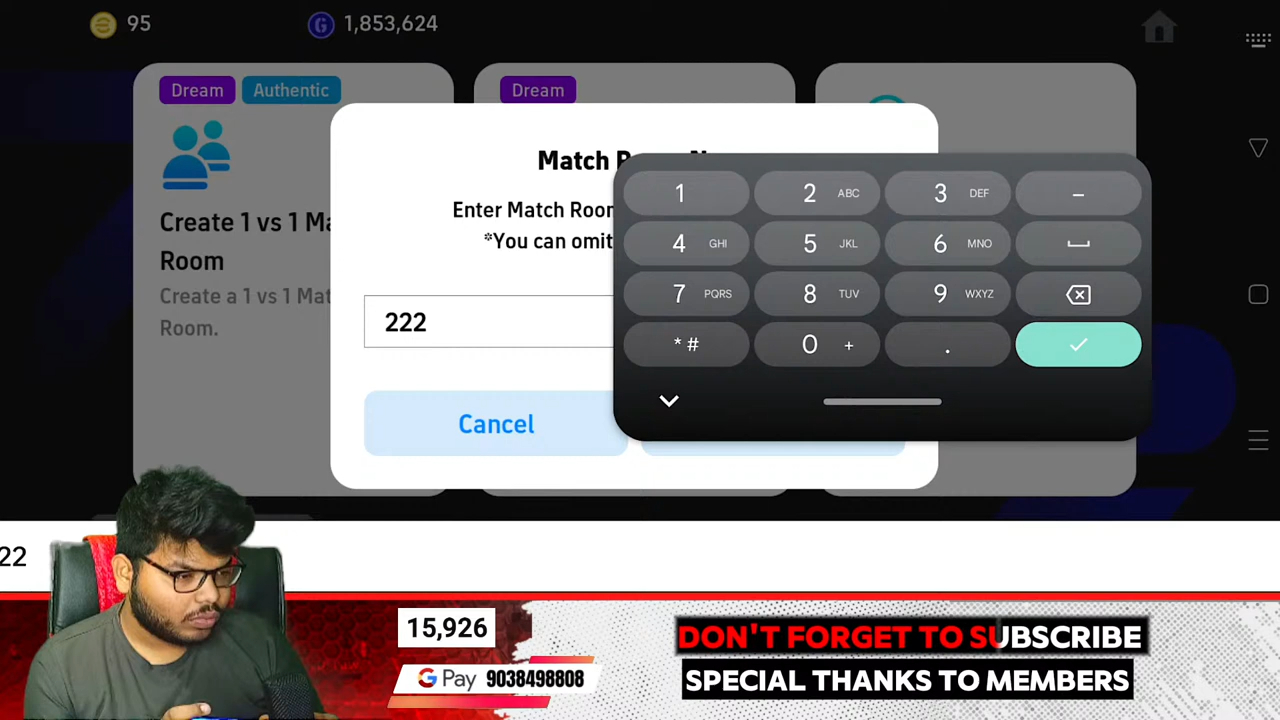 95
1,853,624
Dream Authentic
Dream
Create 1 vs 1 Ma
Room
Create a 1 vs 1 Mat
Room.
Match
Enter Match Room
*You can omit
222
Cancel
1 2 ABC 3 DEF –
4 GHI 5 JKL 6 MNO
7 PQRS 8 TUV 9 WXYZ
* # 0 + .
22
15,926
G Pay 9038498808
DON'T FORGET TO SUBSCRIBE
SPECIAL THANKS TO MEMBERS